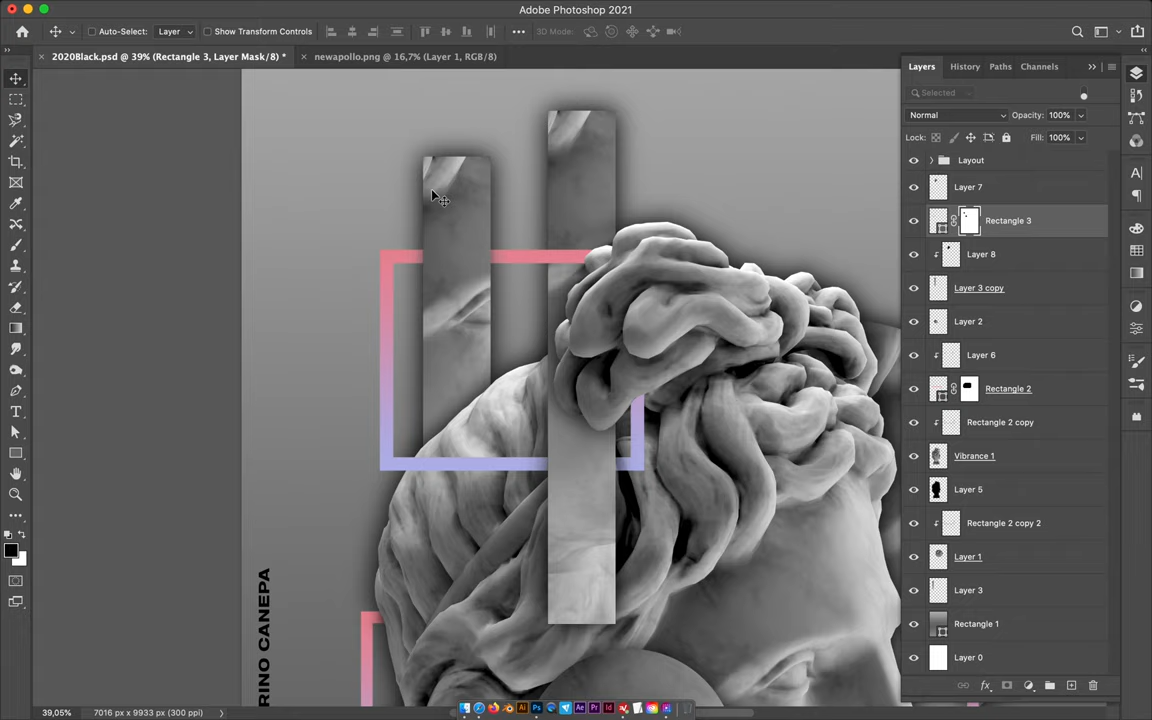 Adobe Photoshop 2021
Auto-Select: Layer Show Transform Controls 3D Mode:
2020Black.psd @ 39% (Rectangle 3, Layer Mask/8) *
newapollo.png @ 16,7% (Layer 1, RGB/8)
Layers History Paths Channels
Selected
Normal Opacity: 100%
Lock: Fill: 100%
Layout
Layer 7
Rectangle 3
Layer 8
Layer 3 copy
Layer 2
Layer 6
Rectangle 2
Rectangle 2 copy
Vibrance 1
Layer 5
Rectangle 2 copy 2
Layer 1
Layer 3
Rectangle 1
Layer 0
RINO CANEPA
39,05% 7016 px x 9933 px (300 ppi)